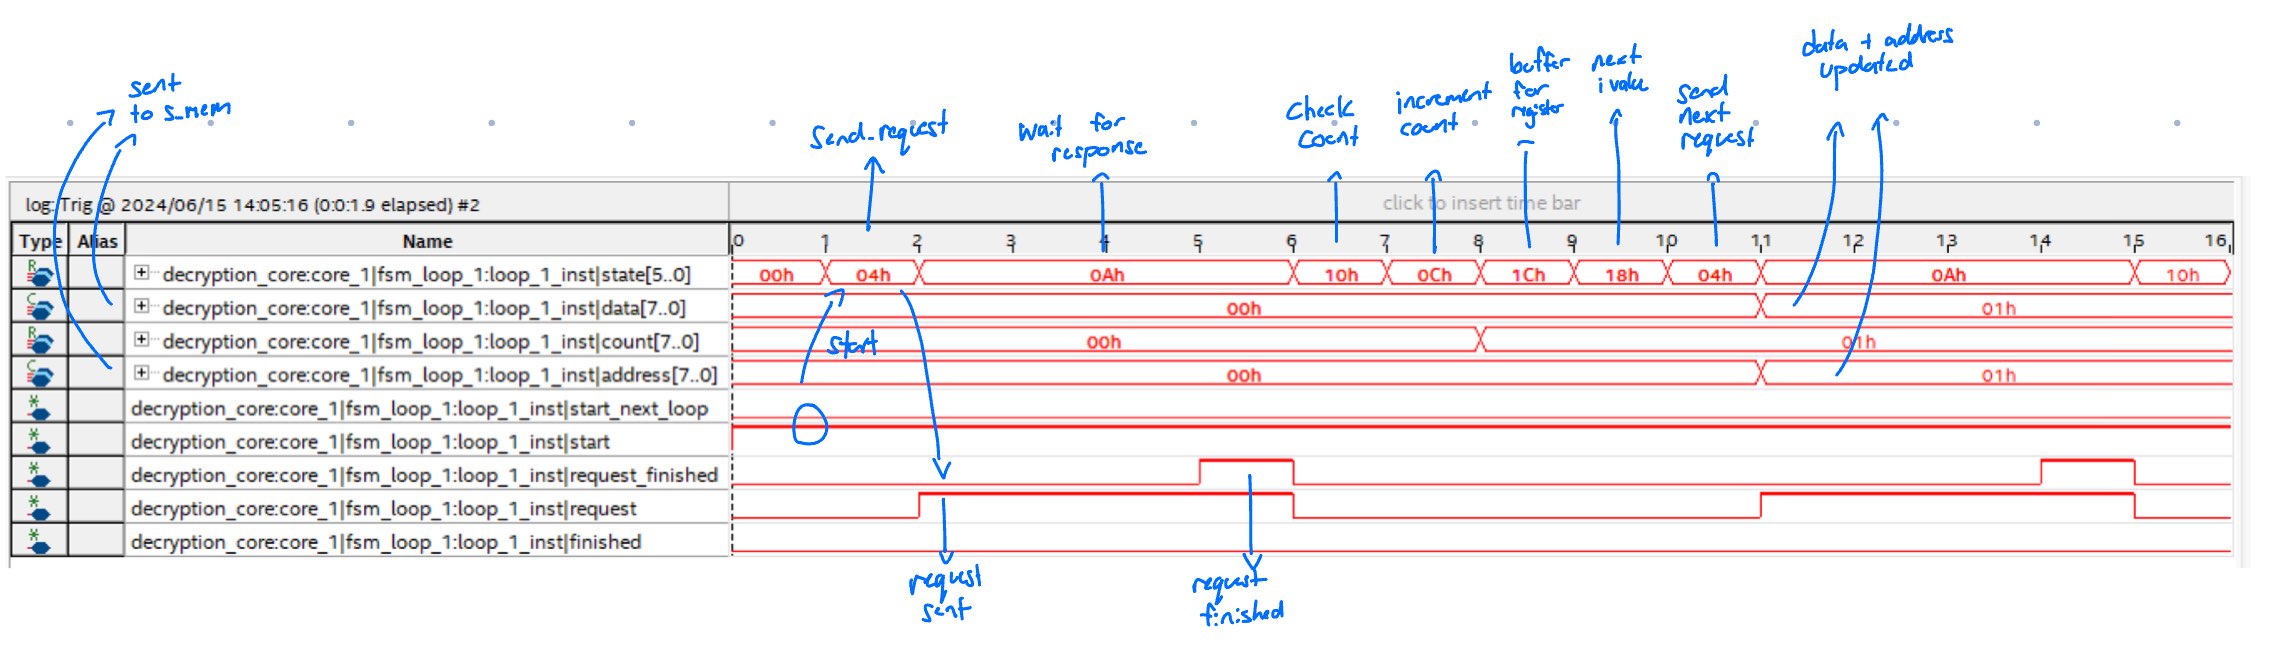 sent
to s_mem
send_request
wait for
response
check
count
increment
count
buffer
for
register
next
i value
send
next
request
data + address
updated
log: Trig @ 2024/06/15 14:05:16 (0:0:1.9 elapsed) #2
click to insert time bar
Type Alias Name 0 1 2 3 4 5 6 7 8 9 10 11 12 13 14 15 16
R decryption_core:core_1|fsm_loop_1:loop_1_inst|state[5..0] 00h 04h 0Ah 10h 0Ch 1Ch 18h 04h 0Ah 10h
C decryption_core:core_1|fsm_loop_1:loop_1_inst|data[7..0] 00h 01h
R decryption_core:core_1|fsm_loop_1:loop_1_inst|count[7..0] 00h 01h
start
C decryption_core:core_1|fsm_loop_1:loop_1_inst|address[7..0] 00h 01h
* decryption_core:core_1|fsm_loop_1:loop_1_inst|start_next_loop
* decryption_core:core_1|fsm_loop_1:loop_1_inst|start
* decryption_core:core_1|fsm_loop_1:loop_1_inst|request_finished
* decryption_core:core_1|fsm_loop_1:loop_1_inst|request
* decryption_core:core_1|fsm_loop_1:loop_1_inst|finished
request
sent
request
finished